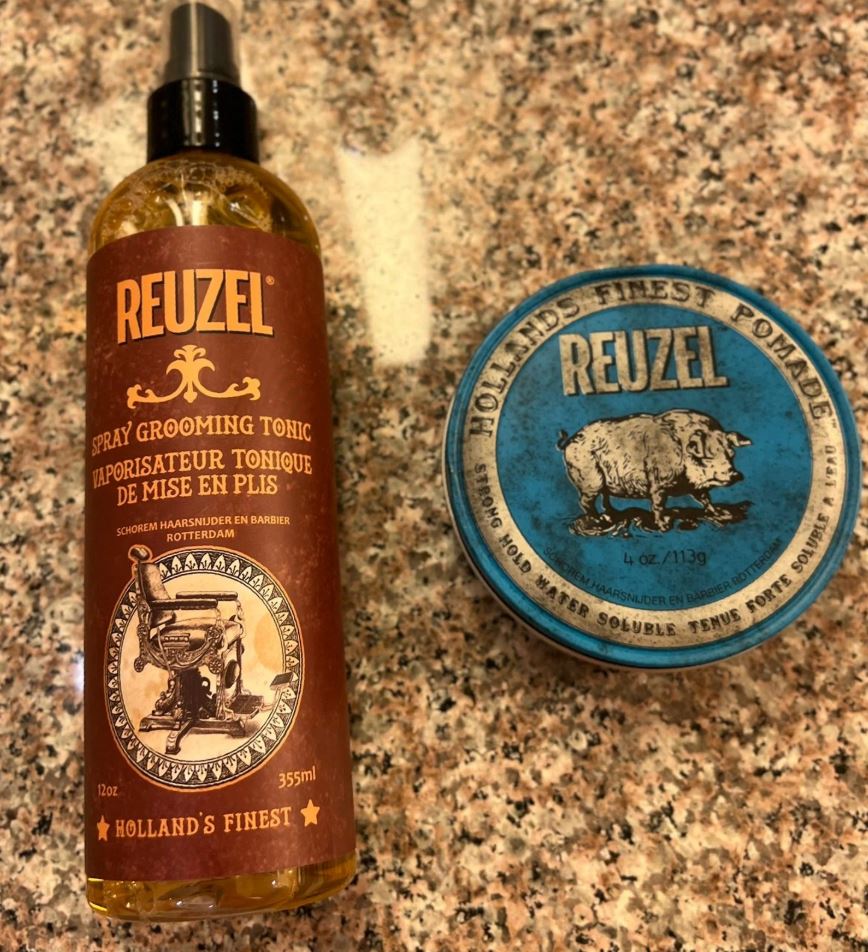 REUZEL®
SPRAY GROOMING TONIC
VAPORISATEUR TONIQUE
DE MISE EN PLIS
SCHOREM HAARSNIJDER EN BARBIER
ROTTERDAM
12oz
355ml
HOLLAND'S FINEST
HOLLANDS FINEST POMADE™
REUZEL
4 oz./113g
SCHOREM HAARSNIJDER EN BARBIER ROTTERDAM
STRONG HOLD WATER SOLUBLE TENUE FORTE SOLUBLE A L'EAU